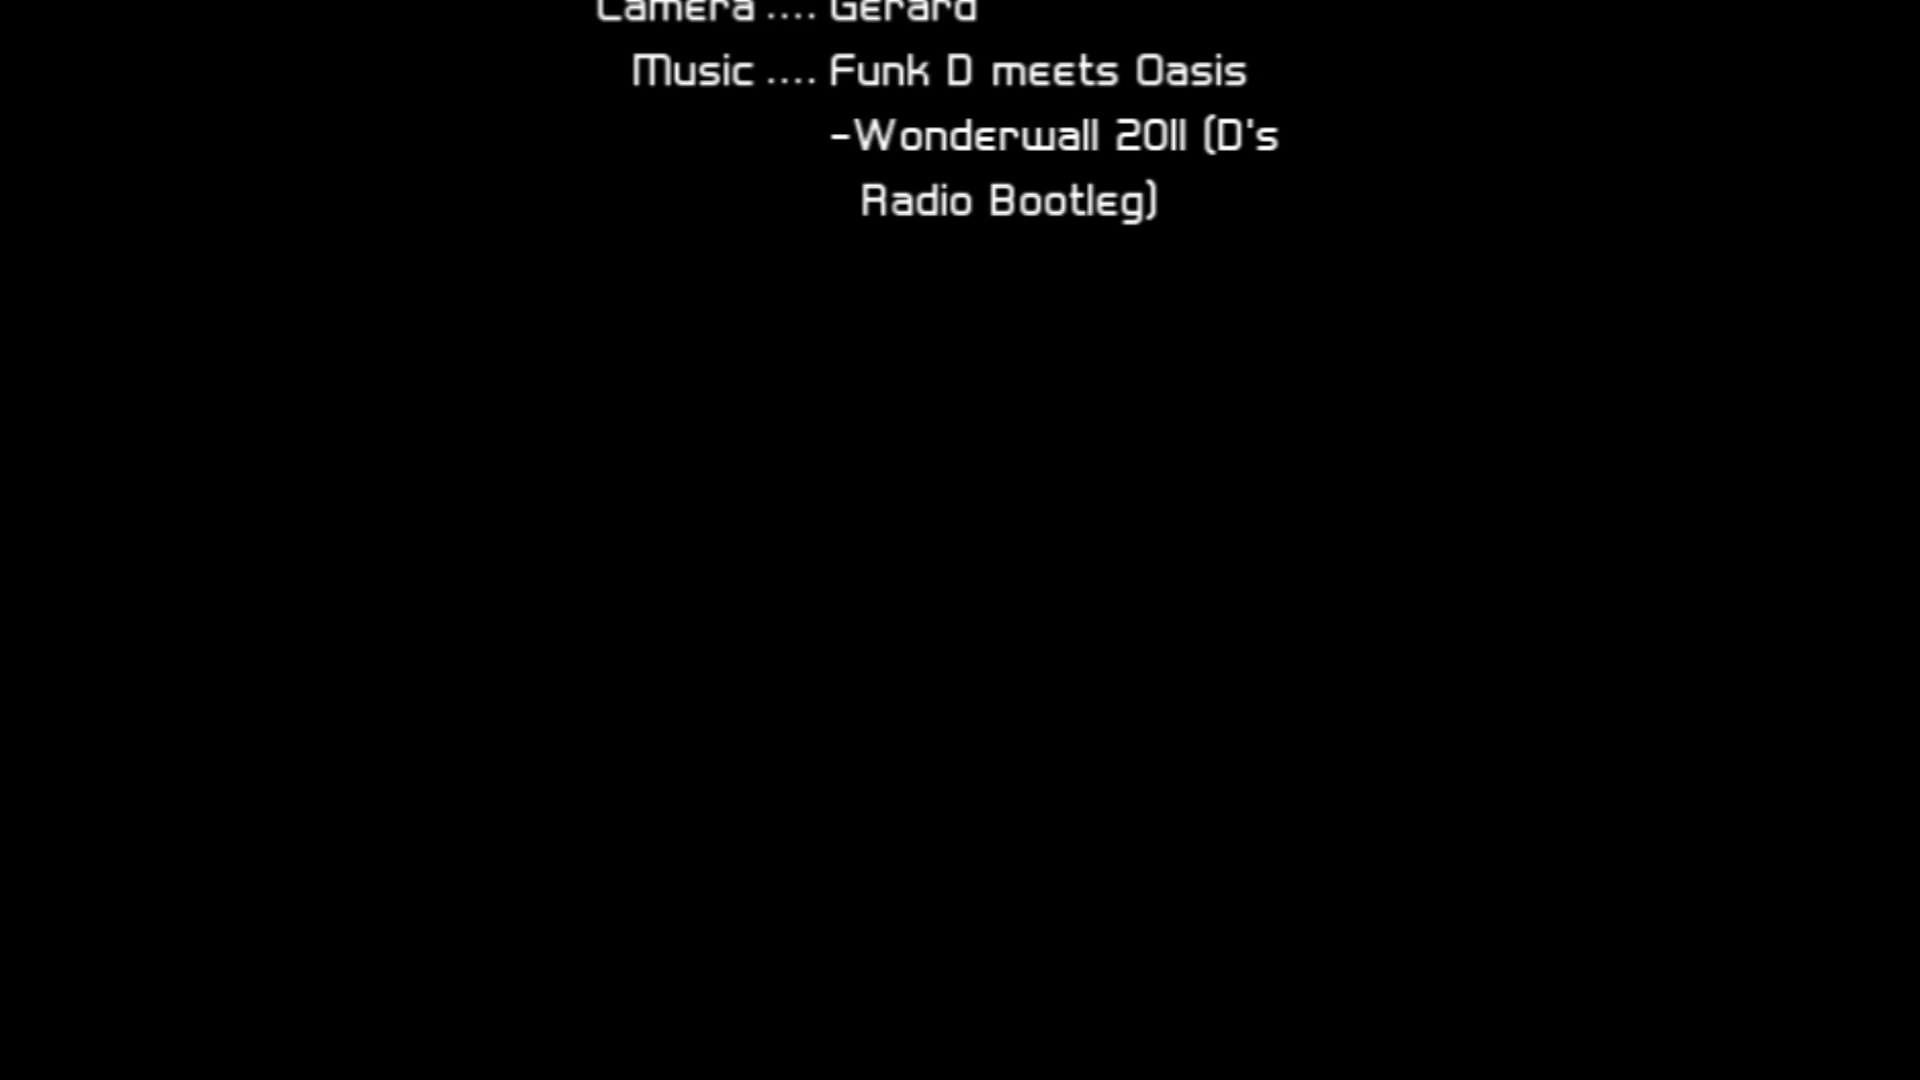 Camera .... Gerard
Music .... Funk D meets Oasis
-Wonderwall 2011 (D's
Radio Bootleg)